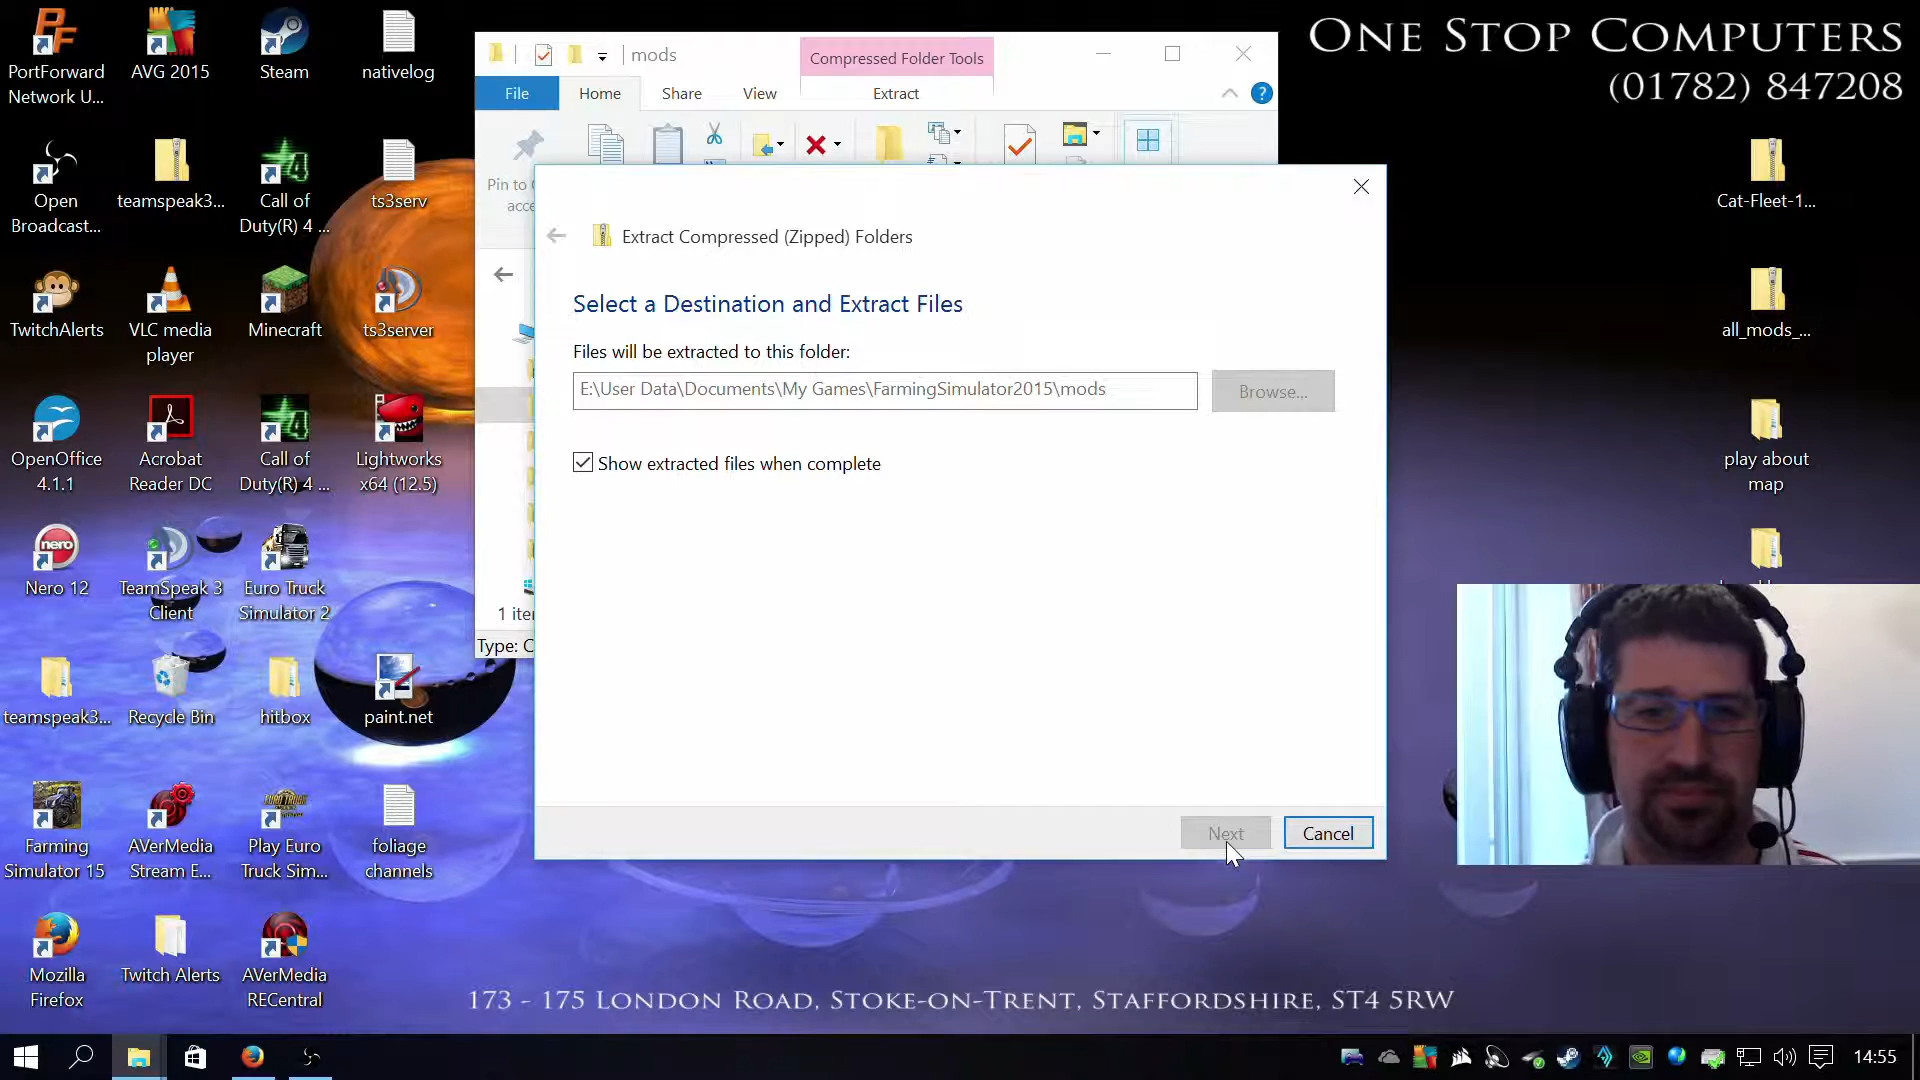 One Stop Computers
(01782) 847208
PortForward
Network U...
AVG 2015
Steam
nativelog
mods
Compressed Folder Tools
File
Home
Share
View
Extract
Pin to
acce
Open
Broadcast...
teamspeak3...
Call of
Duty(R) 4 ...
ts3serv
Cat-Fleet-1...
Extract Compressed (Zipped) Folders
Select a Destination and Extract Files
Files will be extracted to this folder:
E:\User Data\Documents\My Games\FarmingSimulator2015\mods
Browse...
Show extracted files when complete
TwitchAlerts
VLC media
player
Minecraft
ts3server
all_mods_...
OpenOffice
4.1.1
Acrobat
Reader DC
Call of
Duty(R) 4 ...
Lightworks
x64 (12.5)
play about
map
Nero 12
TeamSpeak 3
Client
Euro Truck
Simulator 2
1 iter
Type: C
teamspeak3...
Recycle Bin
hitbox
paint.net
Next
Cancel
Farming
Simulator 15
AVerMedia
Stream E...
Play Euro
Truck Sim...
foliage
channels
Mozilla
Firefox
Twitch Alerts
AVerMedia
RECentral
173 - 175 London Road, Stoke-on-Trent, Staffordshire, ST4 5RW
14:55